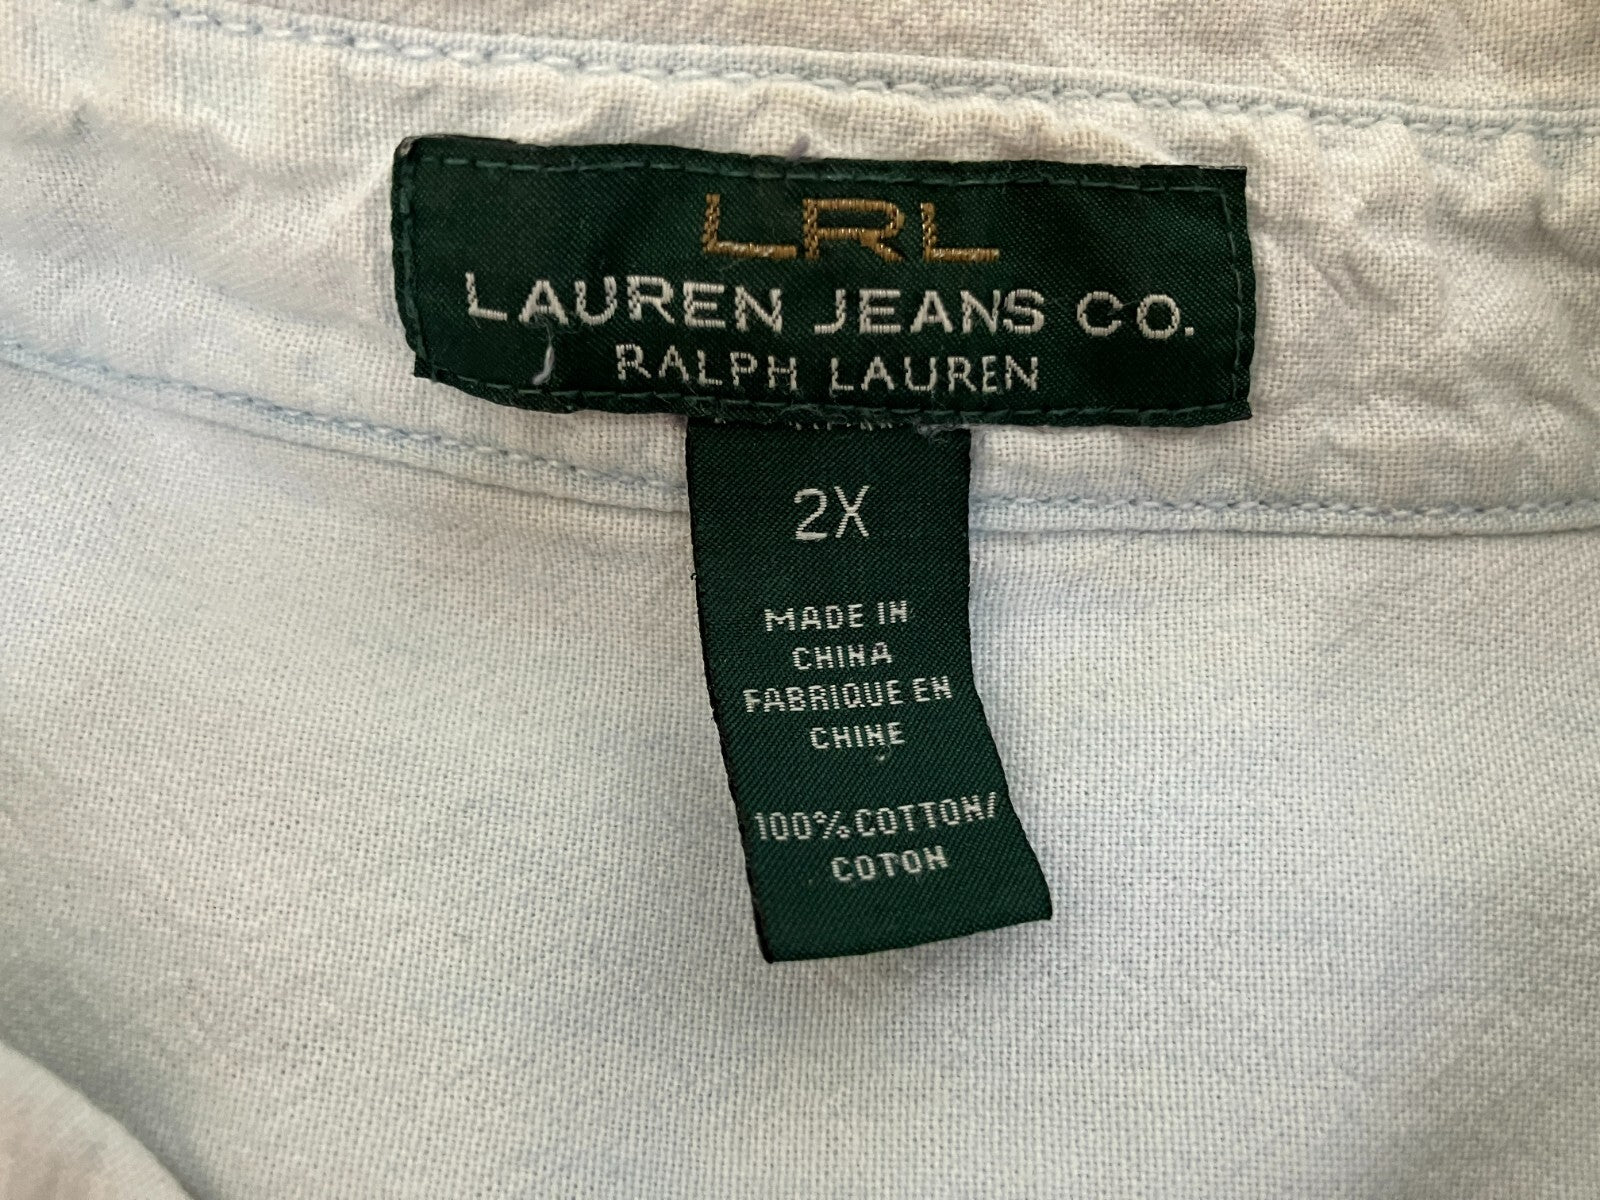 LRL
LAUREN JEANS CO.
RALPH LAUREN
2X
MADE IN
CHINA
FABRIQUE EN
CHINE
100%COTTON/
COTON